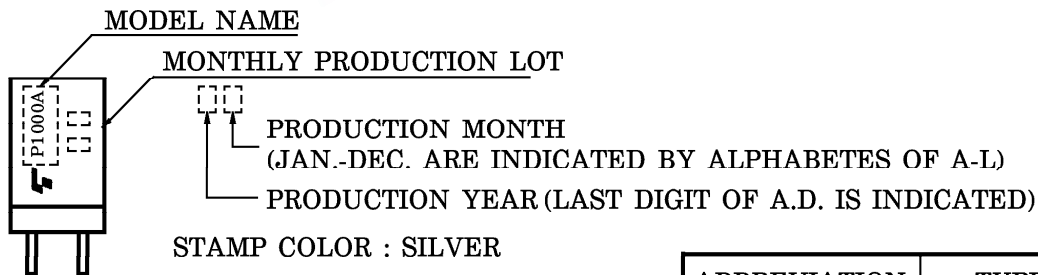 MODEL NAME
MONTHLY PRODUCTION LOT
P1000A
PRODUCTION MONTH
(JAN.-DEC. ARE INDICATED BY ALPHABETES OF A-L)
PRODUCTION YEAR (LAST DIGIT OF A.D. IS INDICATED)
STAMP COLOR : SILVER